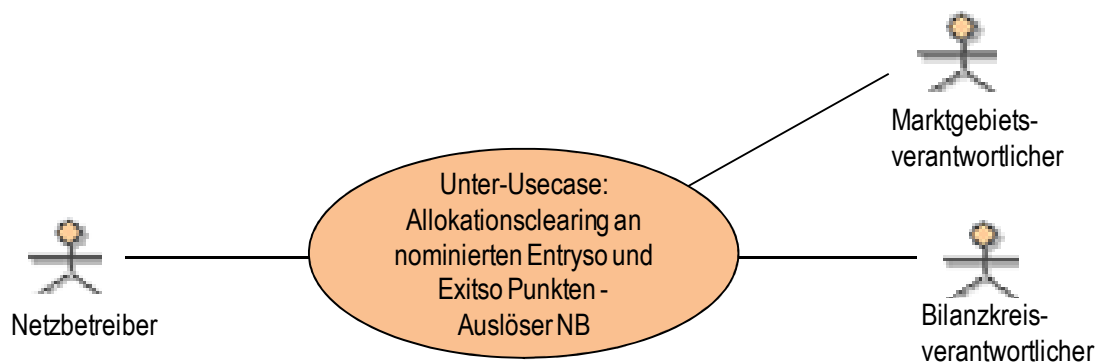 Marktgebiets-
verantwortlicher
Unter-Usecase:
Allokationsclearing an
nominierten Entryso und
Exitso Punkten -
Auslöser NB
Netzbetreiber
Bilanzkreis-
verantwortlicher